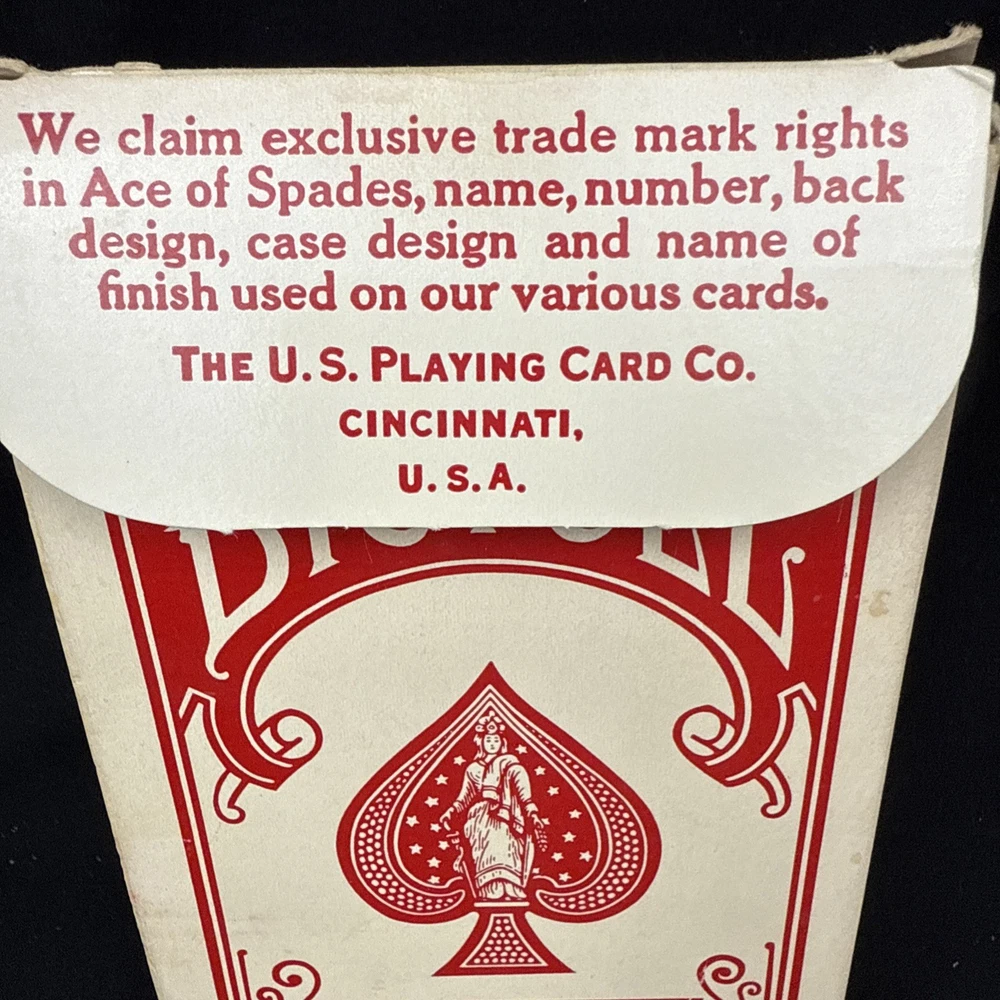 We claim exclusive trade mark rights
in Ace of Spades, name, number, back
design, case design and name of
finish used on our various cards.
THE U.S. PLAYING CARD CO.
CINCINNATI,
U.S.A.
BICYCLE